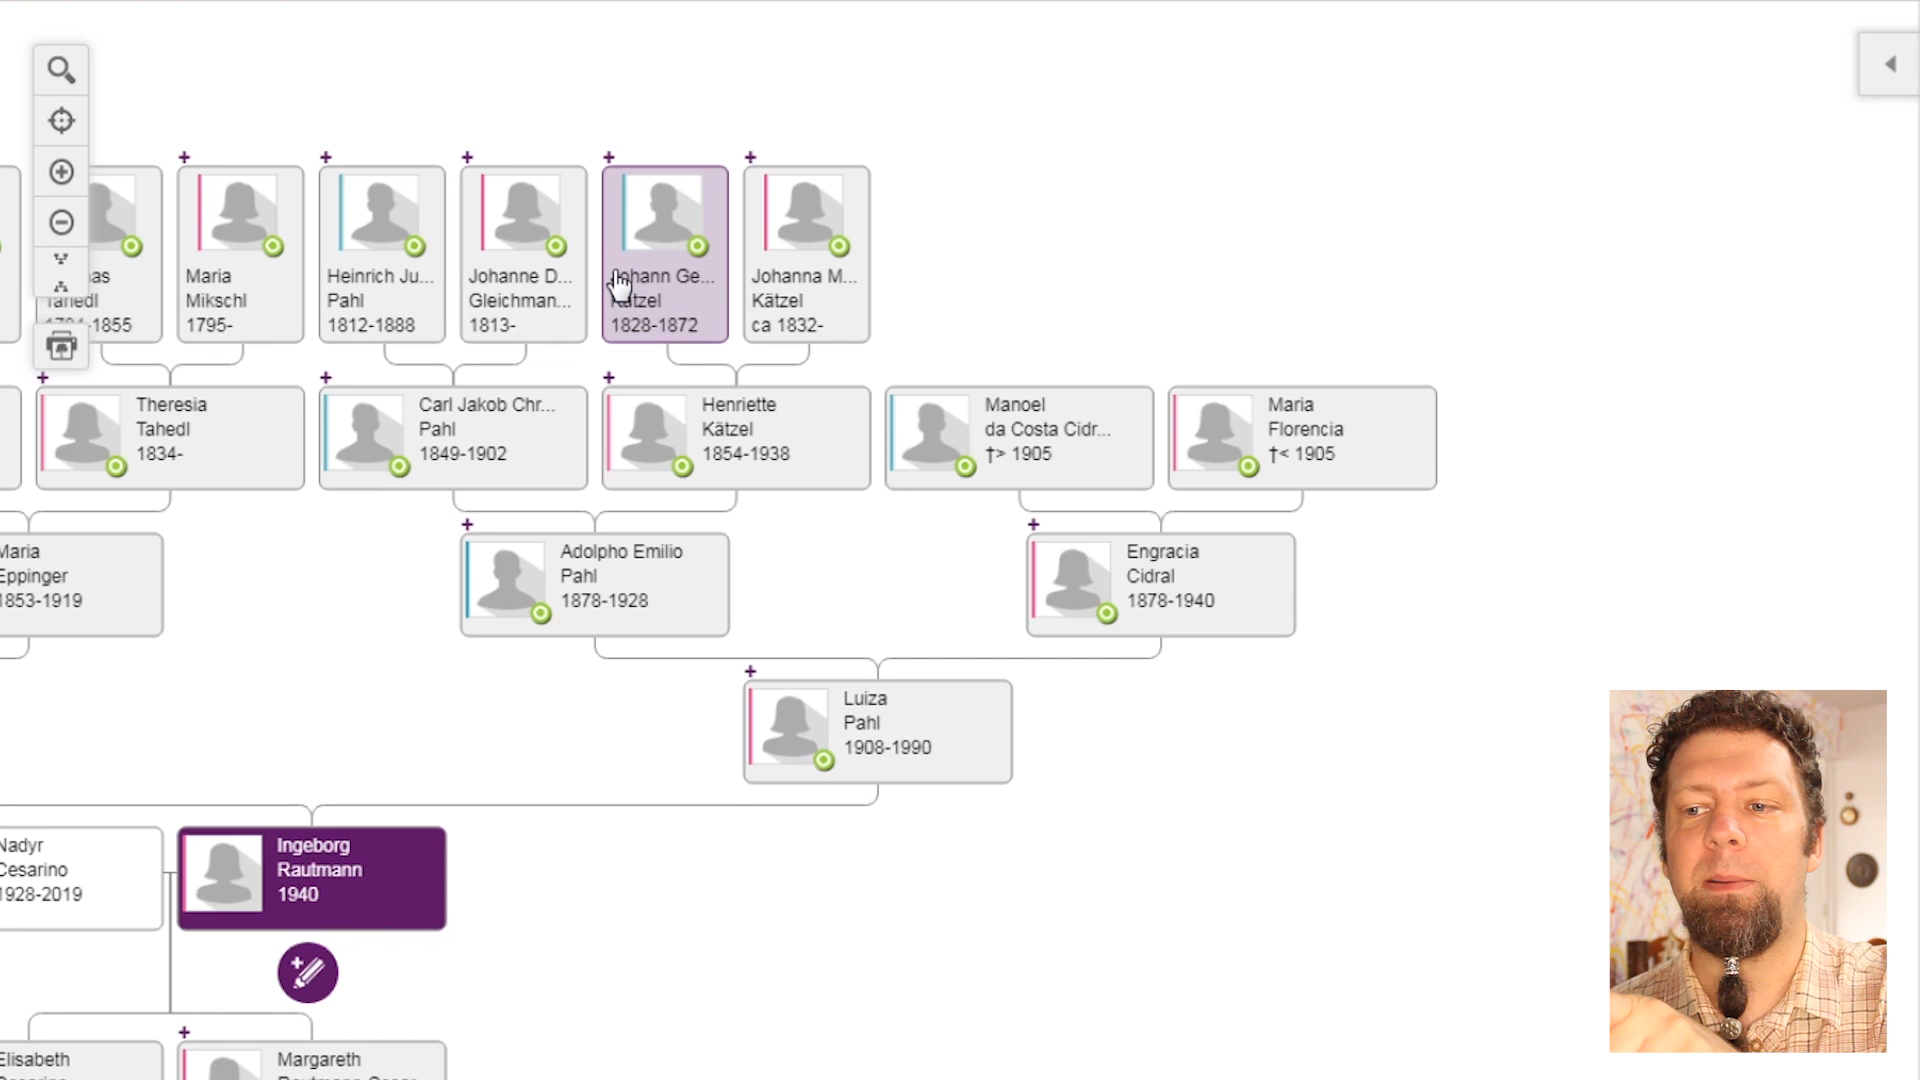 +
+
+
+
+
Tahedl
1855
Maria
Mikschl
1795-
Heinrich Ju...
Pahl
1812-1888
Johanne D...
Gleichman...
1813-
Johann Ge...
Kätzel
1828-1872
Johanna M...
Kätzel
ca 1832-
+
+
+
Theresia
Tahedl
1834-
Carl Jakob Chr...
Pahl
1849-1902
Henriette
Kätzel
1854-1938
Manoel
da Costa Cidr...
†> 1905
Maria
Florencia
†< 1905
+
+
Maria
Eppinger
1853-1919
Adolpho Emilio
Pahl
1878-1928
Engracia
Cidral
1878-1940
+
Luiza
Pahl
1908-1990
Nadyr
Cesarino
1928-2019
Ingeborg
Rautmann
1940
+
Elisabeth
Margareth